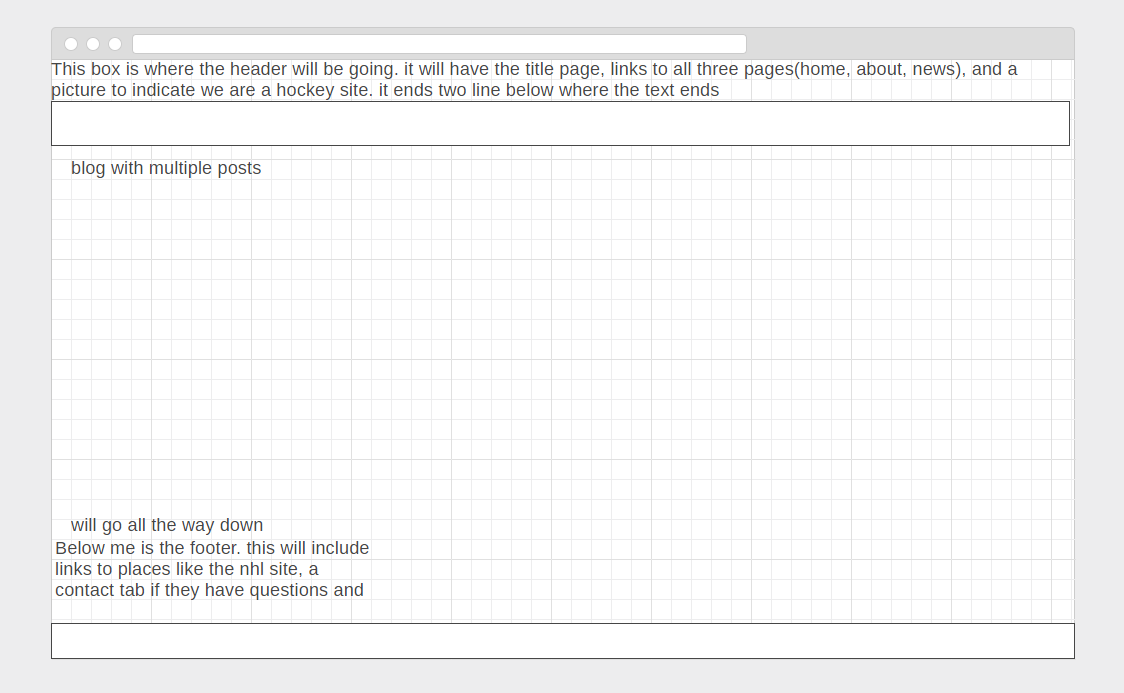 This box is where the header will be going. it will have the title page, links to all three pages(home, about, news), and a
picture to indicate we are a hockey site. it ends two line below where the text ends
blog with multiple posts
will go all the way down
Below me is the footer. this will include
links to places like the nhl site, a
contact tab if they have questions and